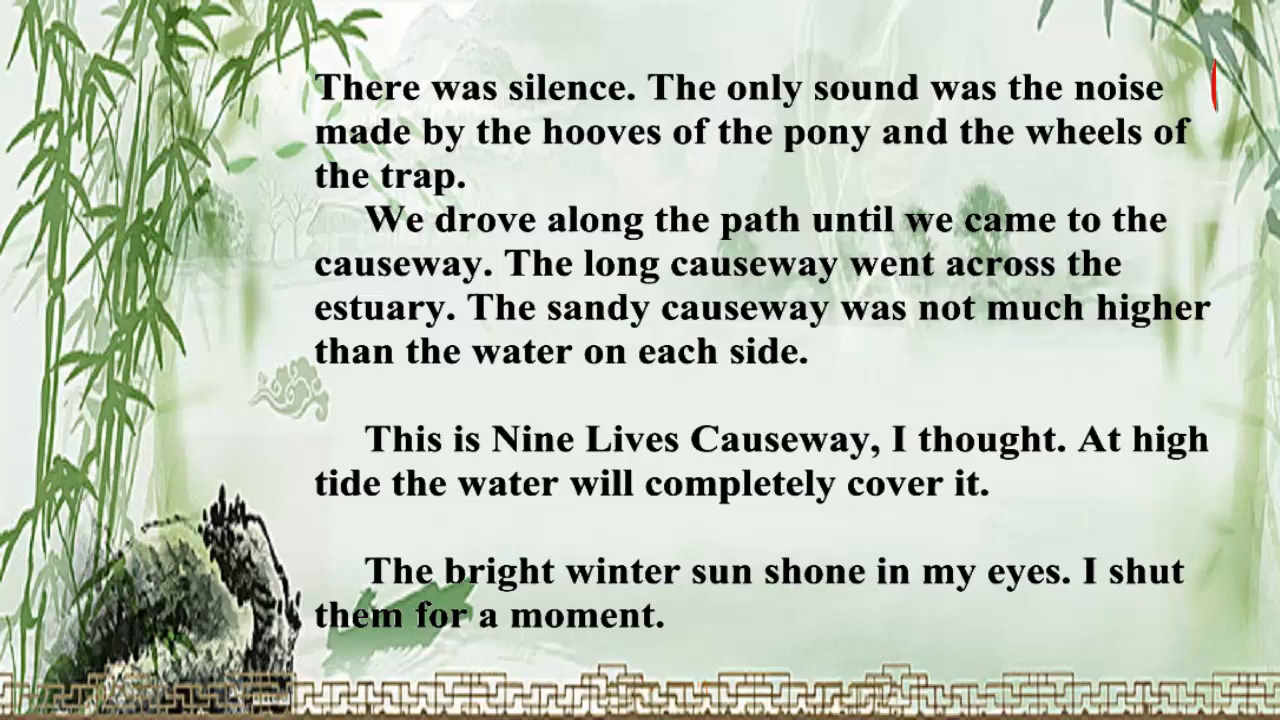 There was silence. The only sound was the noise
made by the hooves of the pony and the wheels of
the trap.
We drove along the path until we came to the
causeway. The long causeway went across the
estuary. The sandy causeway was not much higher
than the water on each side.
This is Nine Lives Causeway, I thought. At high
tide the water will completely cover it.
The bright winter sun shone in my eyes. I shut
them for a moment.